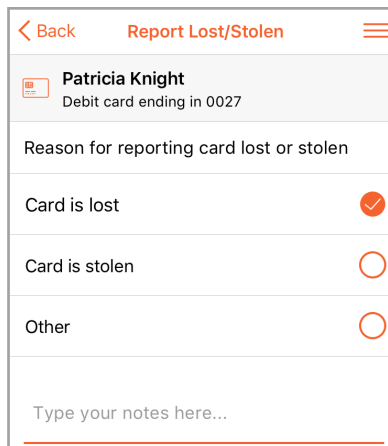 Back Report Lost/Stolen
Patricia Knight
Debit card ending in 0027
Reason for reporting card lost or stolen
Card is lost
Card is stolen
Other
Type your notes here...